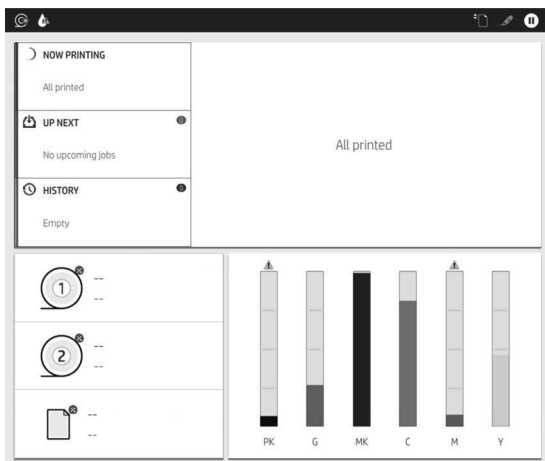 NOW PRINTING
All printed
UP NEXT
0
No upcoming jobs
HISTORY
0
Empty
All printed
1
--
--
2
--
--
--
--
PK G MK C M Y